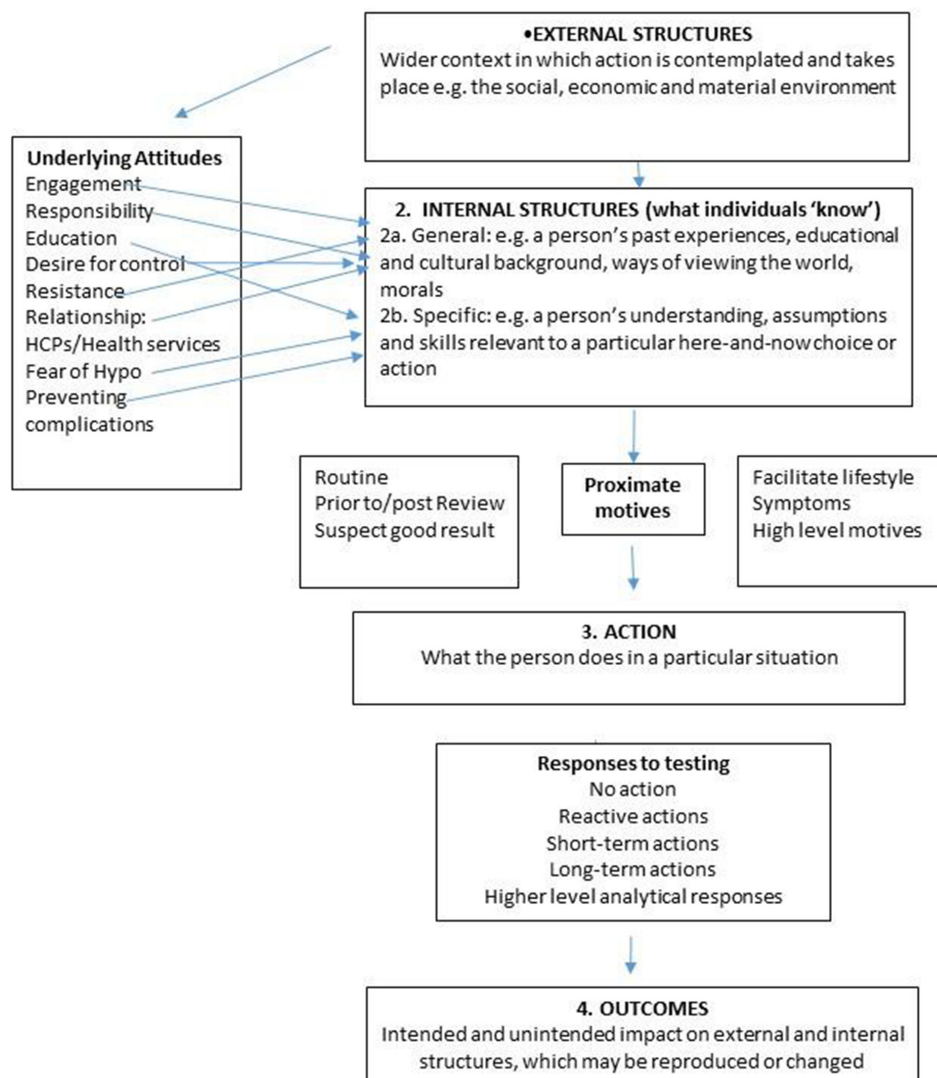 •EXTERNAL STRUCTURES
Wider context in which action is contemplated and takes
place e.g. the social, economic and material environment
Underlying Attitudes
Engagement
Responsibility
Education
Desire for control
Resistance
Relationship:
HCPs/Health services
Fear of Hypo
Preventing
complications
2. INTERNAL STRUCTURES (what individuals ‘know’)
2a. General: e.g. a person’s past experiences, educational
and cultural background, ways of viewing the world,
morals
2b. Specific: e.g. a person’s understanding, assumptions
and skills relevant to a particular here-and-now choice or
action
Routine
Prior to/post Review
Suspect good result
Proximate
motives
Facilitate lifestyle
Symptoms
High level motives
3. ACTION
What the person does in a particular situation
Responses to testing
No action
Reactive actions
Short-term actions
Long-term actions
Higher level analytical responses
4. OUTCOMES
Intended and unintended impact on external and internal
structures, which may be reproduced or changed